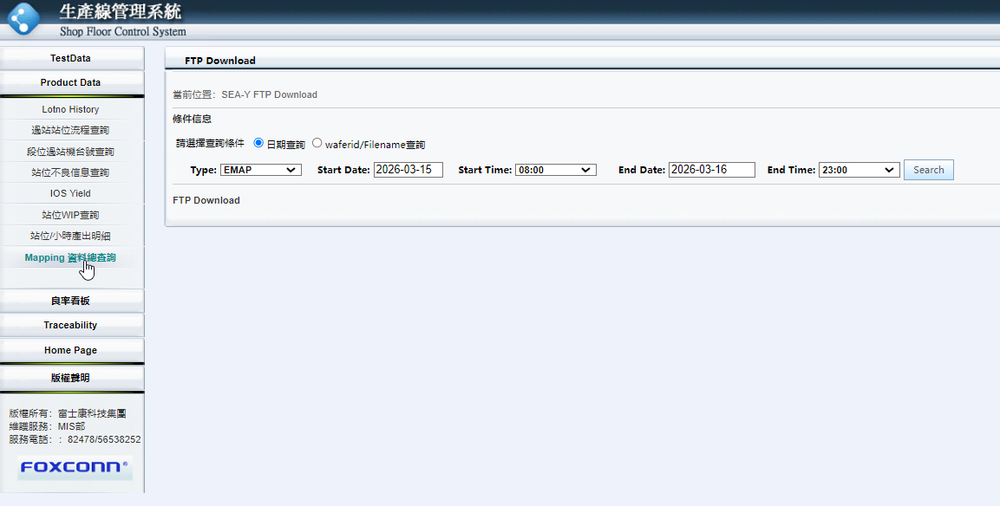 生產線管理系統
Shop Floor Control System
TestData
Product Data
Lotno History
過站站位流程查詢
段位過站機台號查詢
站位不良信息查詢
IOS Yield
站位WIP查詢
站位/小時產出明細
Mapping 資料總查詢
良率看板
Traceability
Home Page
版權聲明
版權所有：富士康科技集團
維護服務：MIS部
服務電話：：82478/56538252
FOXCONN®
FTP Download
當前位置：SEA-Y FTP Download
條件信息
請選擇查詢條件 日期查詢 waferid/Filename查詢
Type: EMAP Start Date: 2026-03-15 Start Time: 08:00 End Date: 2026-03-16 End Time: 23:00 Search
FTP Download